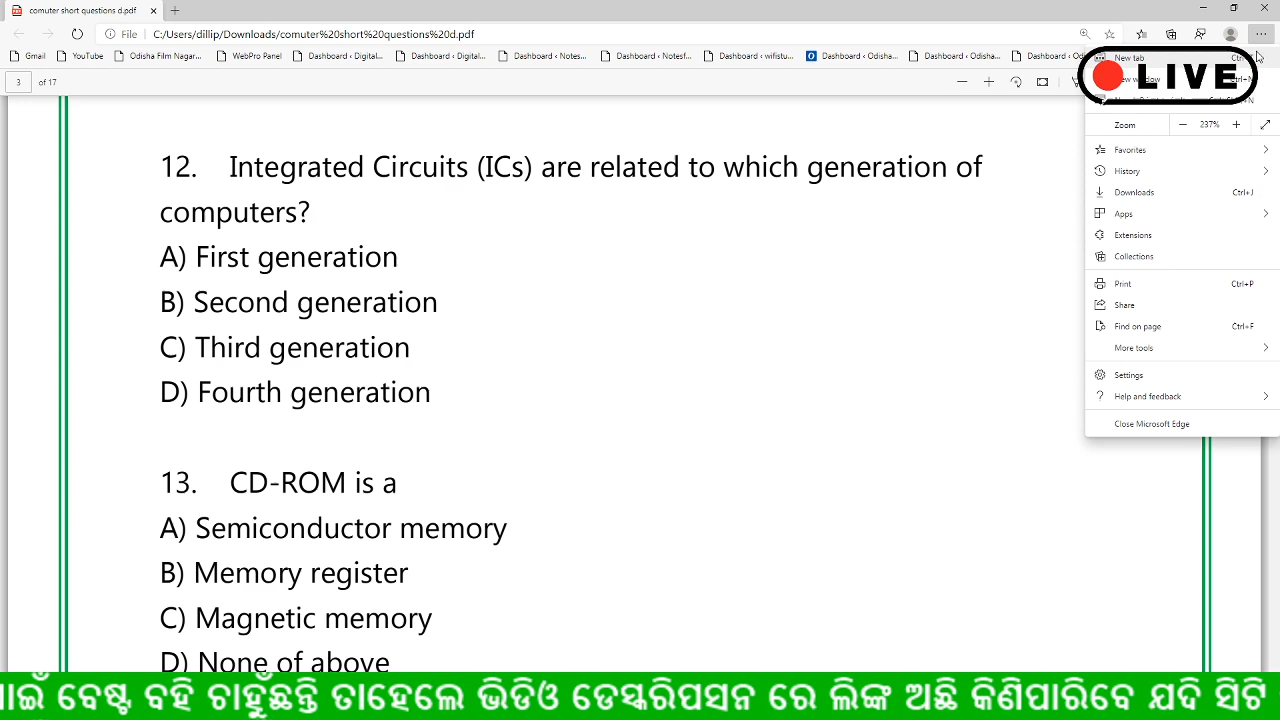 comuter short questions d.pdf
File C:/Users/dillip/Downloads/comuter%20short%20questions%20d.pdf
Gmail YouTube Odisha Film Nagar... WebPro Panel Dashboard ‹ Digital... Dashboard ‹ Digital... Dashboard ‹ Notes... Dashboard ‹ Notesf... Dashboard ‹ wifistu... Dashboard ‹ Odisha... Dashboard ‹ Odisha...
3 of 17
New tab
LIVE
Zoom 237%
Favorites
History
Downloads Ctrl+J
Apps
Extensions
Collections
Print Ctrl+P
Share
Find on page Ctrl+F
More tools
Settings
Help and feedback
Close Microsoft Edge
12. Integrated Circuits (ICs) are related to which generation of
computers?
A) First generation
B) Second generation
C) Third generation
D) Fourth generation
13. CD-ROM is a
A) Semiconductor memory
B) Memory register
C) Magnetic memory
D) None of above
ବେଷ୍ଟ ବହି ଚାହୁଁଛନ୍ତି ତାହେଲେ ଭିଡିଓ ଡେସ୍କରିପସନ ରେ ଲିଙ୍କ ଅଛି କିଣିପାରିବେ ଯଦି ସିଟି